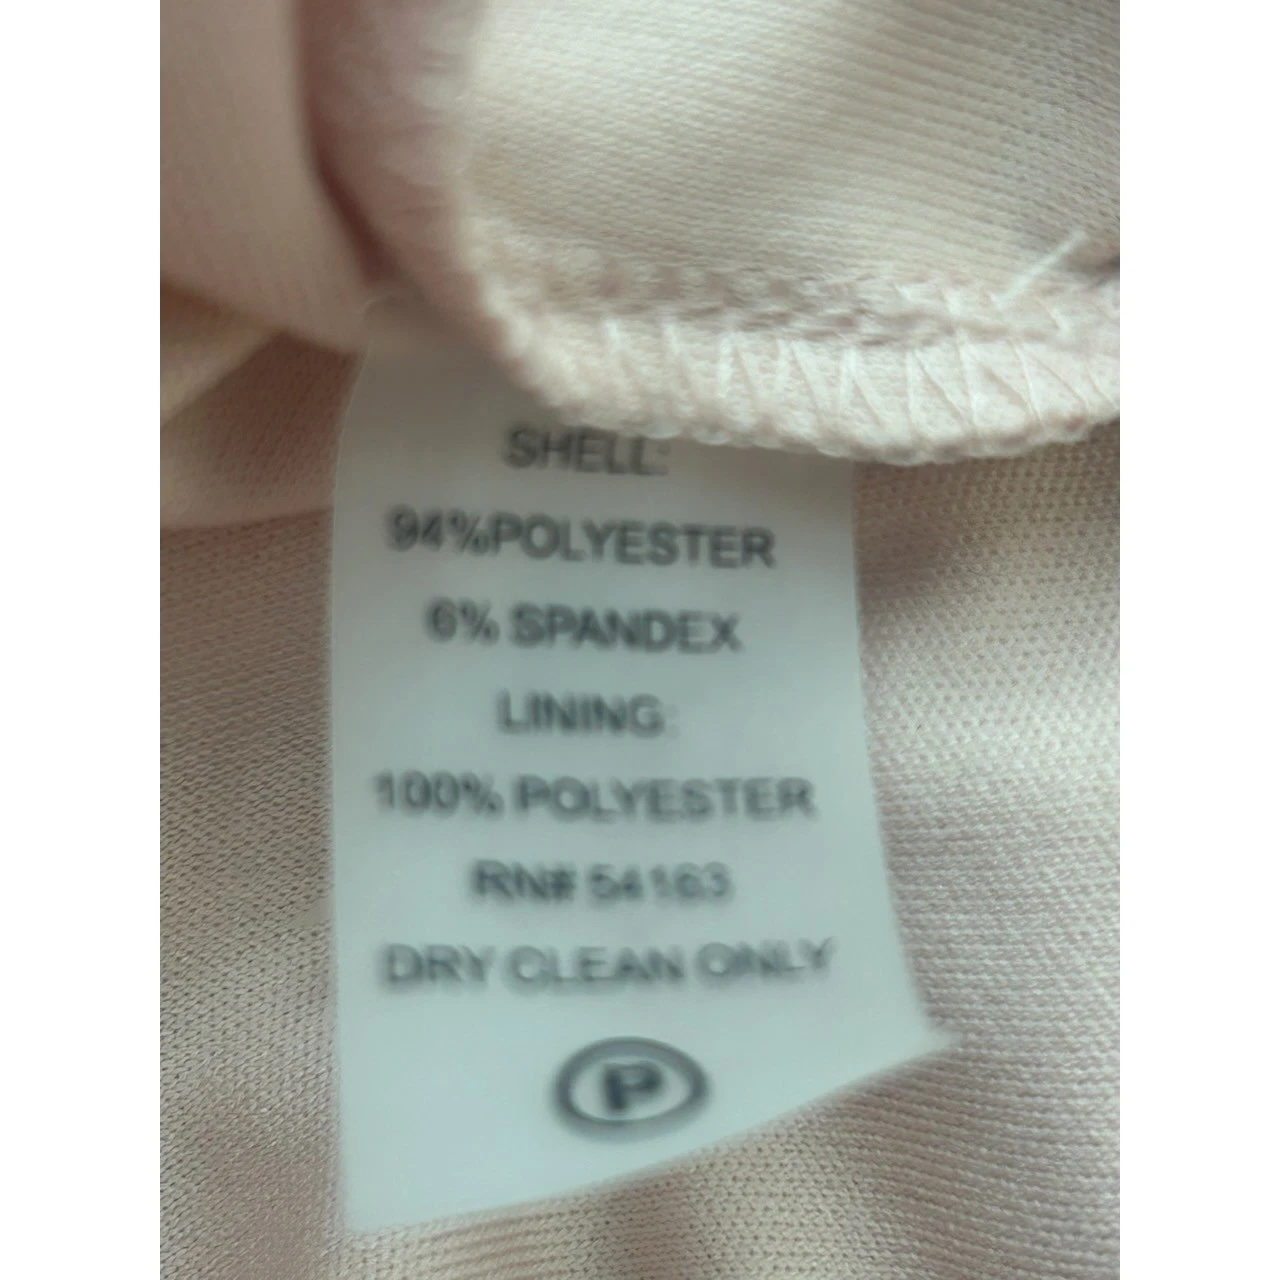 SHELL:
94%POLYESTER
6% SPANDEX
LINING:
100% POLYESTER
RN# 54163
DRY CLEAN ONLY
P